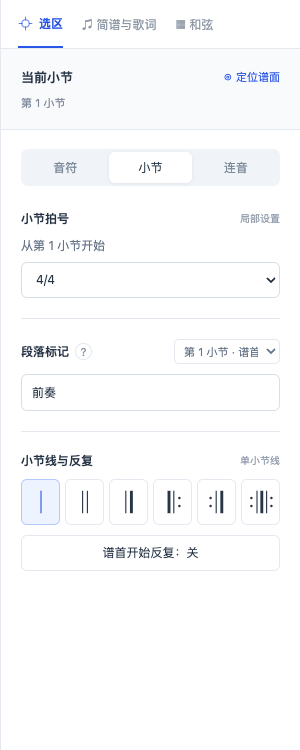 选区 简谱与歌词 和弦
当前小节 定位谱面
第 1 小节
音符 小节 连音
小节拍号 局部设置
从第 1 小节开始
4/4
段落标记 ? 第 1 小节 · 谱首
前奏
小节线与反复 单小节线
谱首开始反复：关